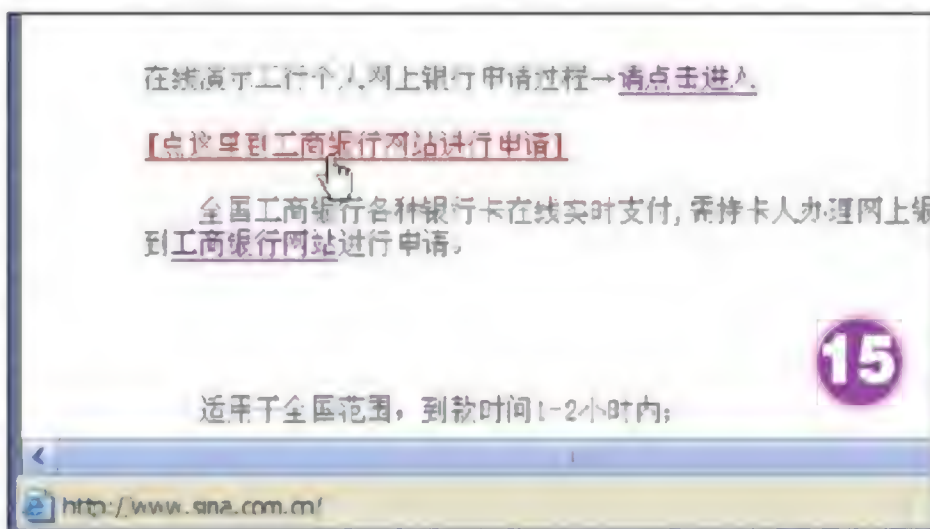 在线演示工行个人网上银行申请过程→请点击进入
[点这里到工商银行网站进行申请]
全国工商银行各种银行卡在线实时支付,需持卡人办理网上银
到工商银行网站进行申请。
15
适用于全国范围，到款时间1-2小时内;
http://www.sina.com.cn/